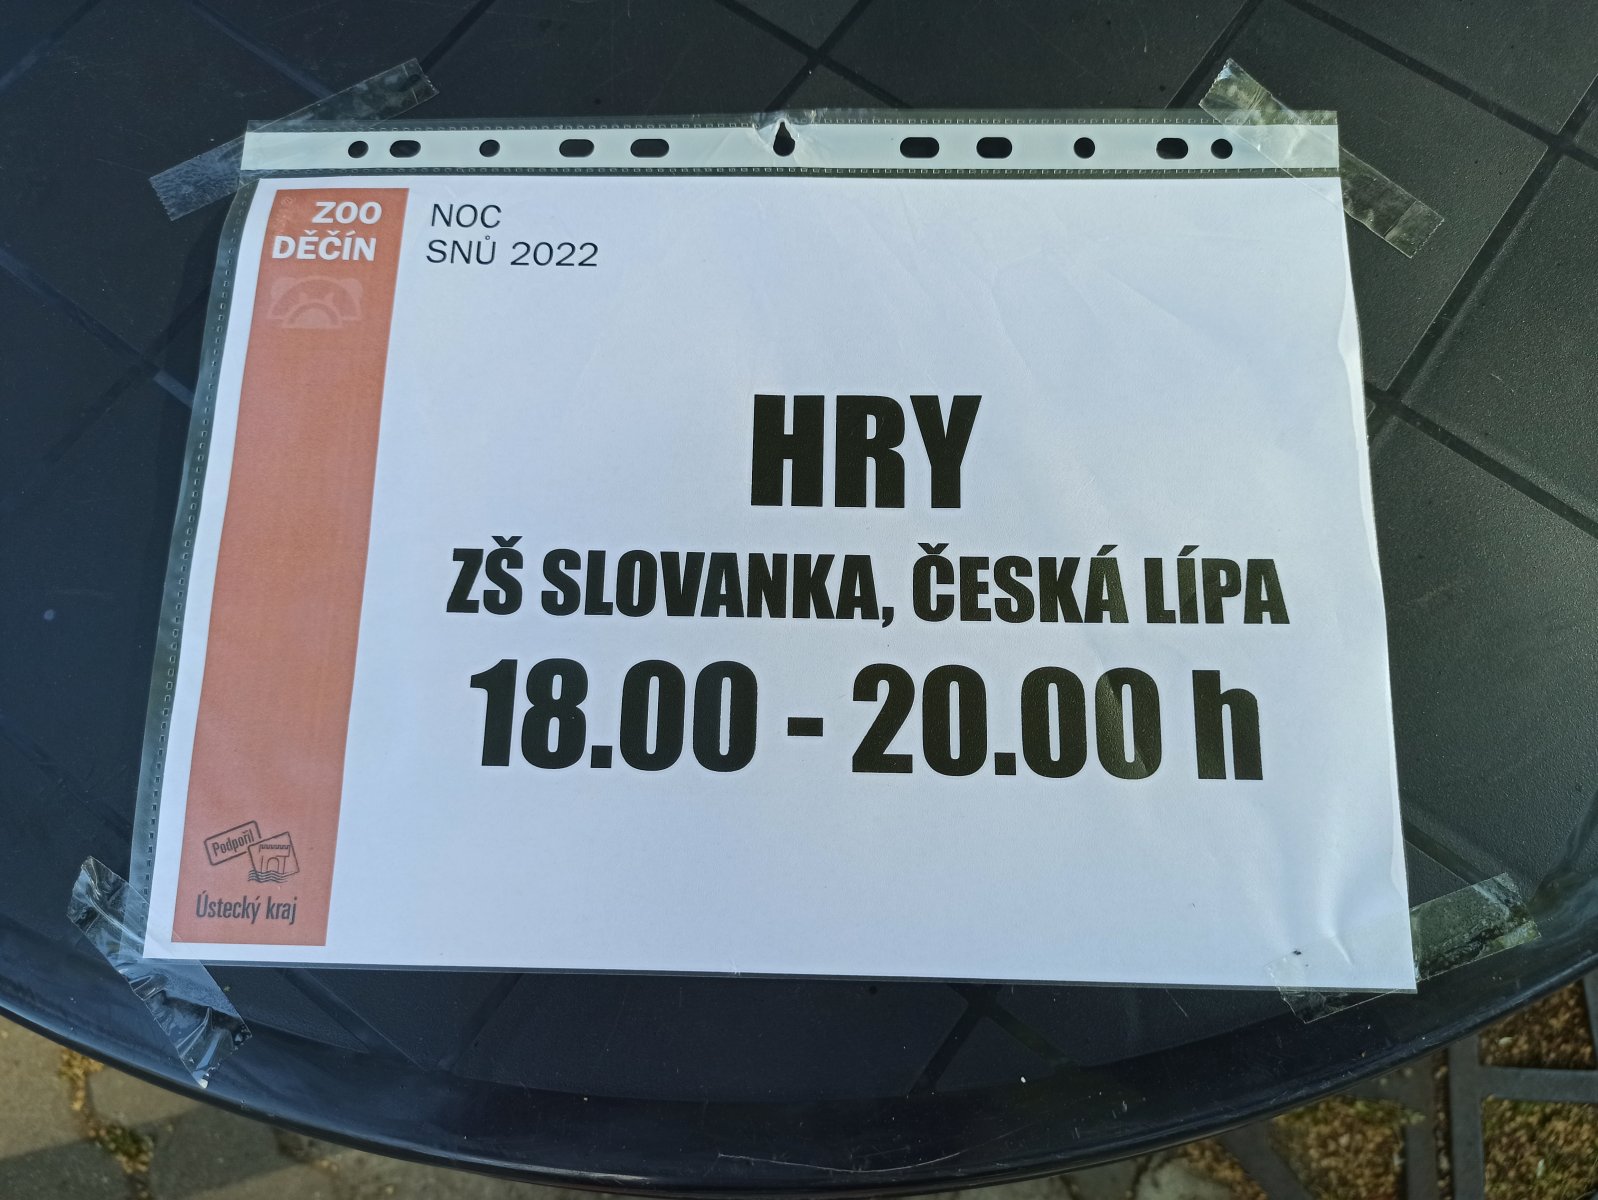 ZOO
DĚČÍN
NOC
SNŮ 2022
HRY
ZŠ SLOVANKA, ČESKÁ LÍPA
18.00 - 20.00 h
Podpořil
Ústecký kraj